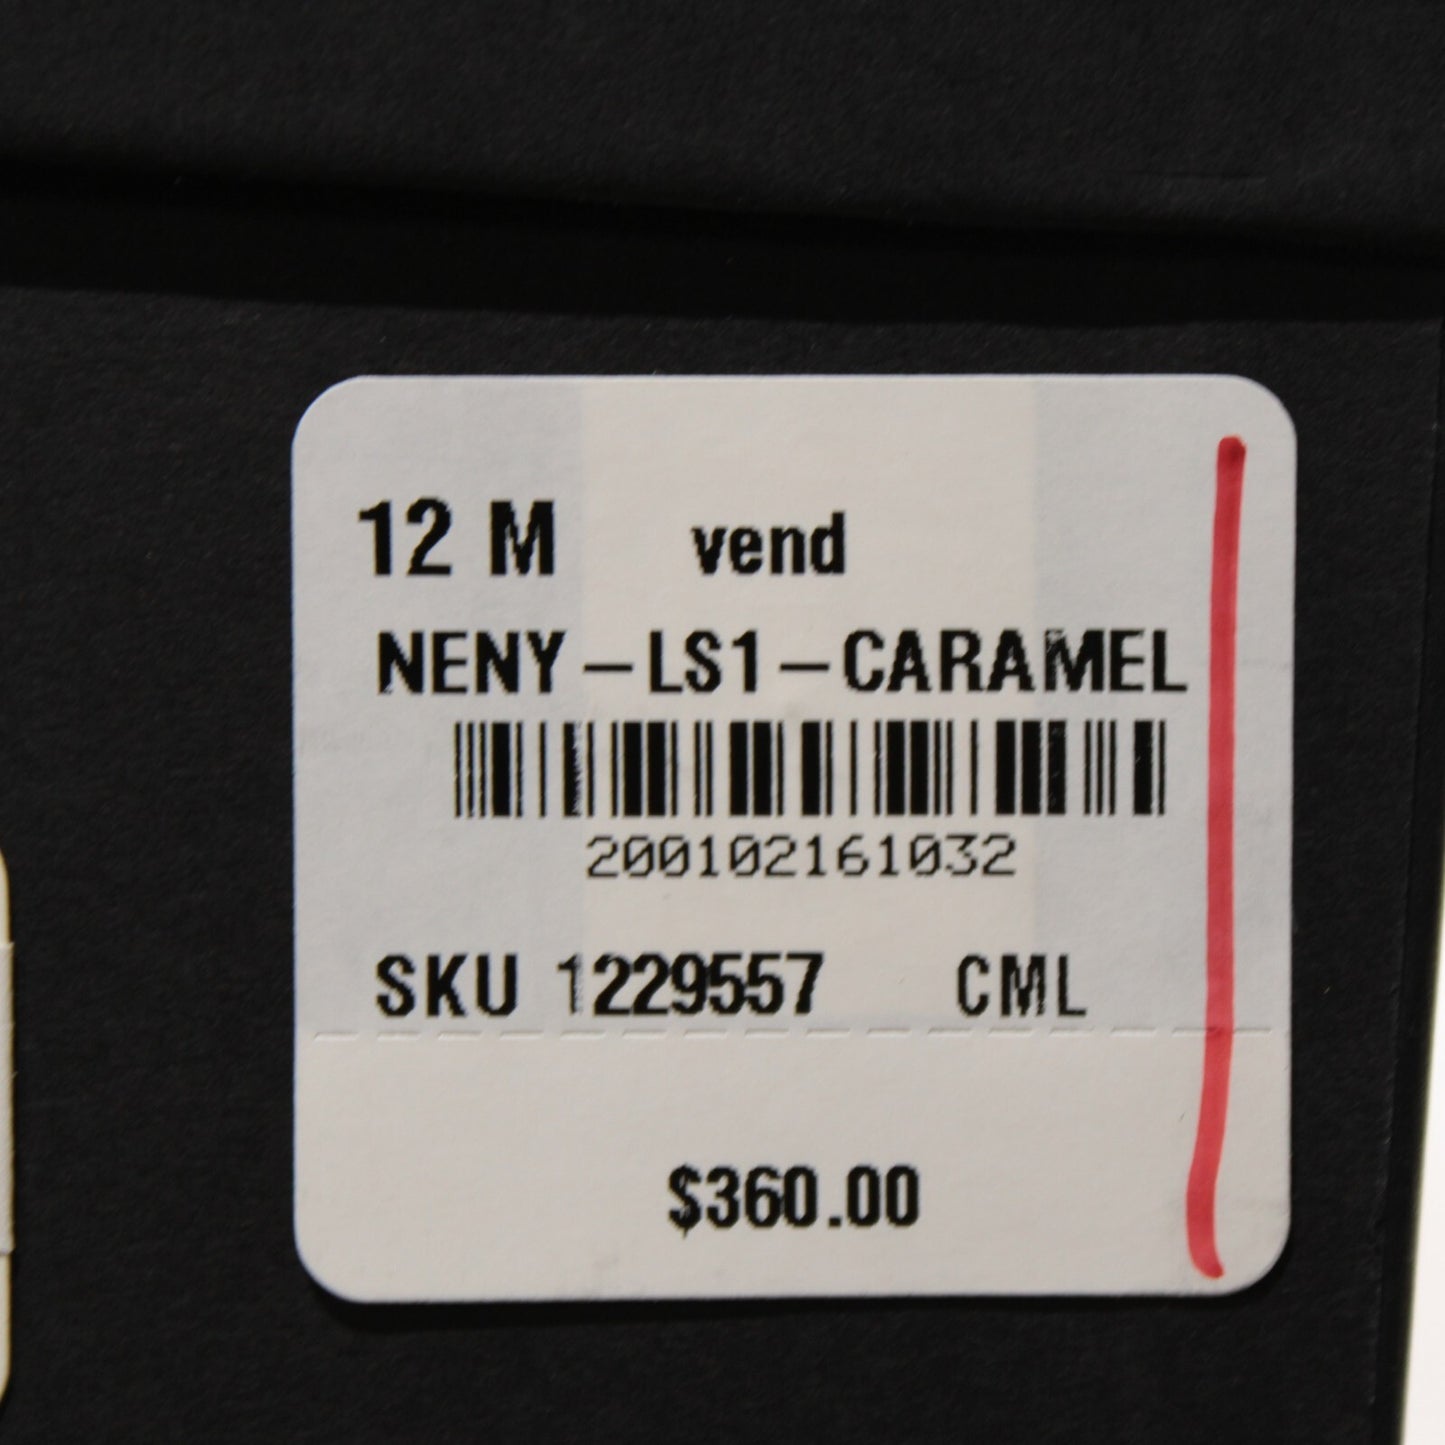 12 M vend
NENY-LS1-CARAMEL
200102161032
SKU 1229557 CML
$360.00